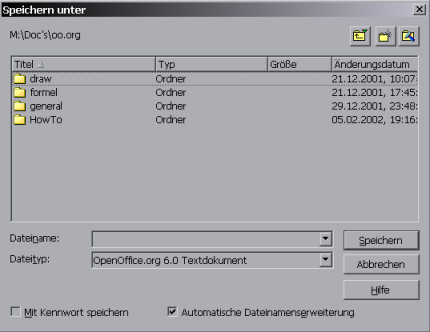 Speichern unter
M:\Doc's\oo.org
Titel Typ Größe Änderungsdatum
draw Ordner 21.12.2001, 10:07:
formel Ordner 21.12.2001, 17:45:
general Ordner 29.12.2001, 23:48:
HowTo Ordner 05.02.2002, 19:16:
Dateiname: Speichern
Dateityp: OpenOffice.org 6.0 Textdokument Abbrechen
Hilfe
Mit Kennwort speichern Automatische Dateinamenserweiterung